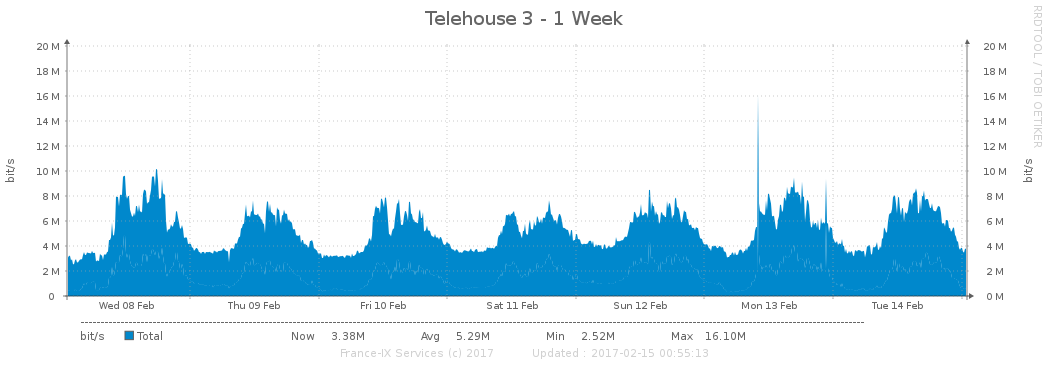 Telehouse 3 - 1 Week
RRDTOOL / TOBI OETIKER
bit/s
20 M 20 M
18 M 18 M
16 M 16 M
14 M 14 M
12 M 12 M
10 M 10 M
8 M 8 M
6 M 6 M
4 M 4 M
2 M 2 M
0 0 M
bit/s
Wed 08 Feb Thu 09 Feb Fri 10 Feb Sat 11 Feb Sun 12 Feb Mon 13 Feb Tue 14 Feb
bit/s Total Now 3.38M Avg 5.29M Min 2.52M Max 16.10M
France-IX Services (c) 2017 Updated : 2017-02-15 00:55:13